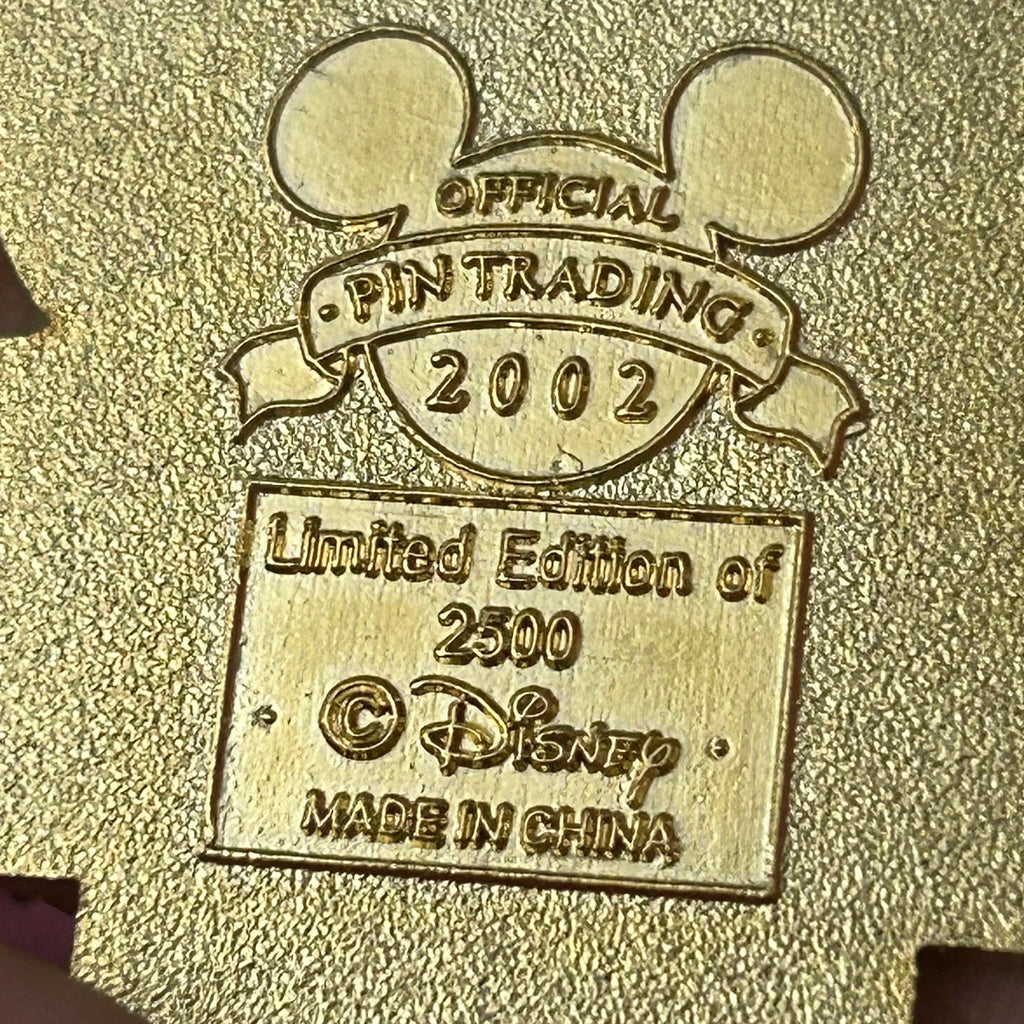 OFFICIAL
· PIN TRADING ·
2002
Limited Edition of
2500
· © Disney ·
MADE IN CHINA